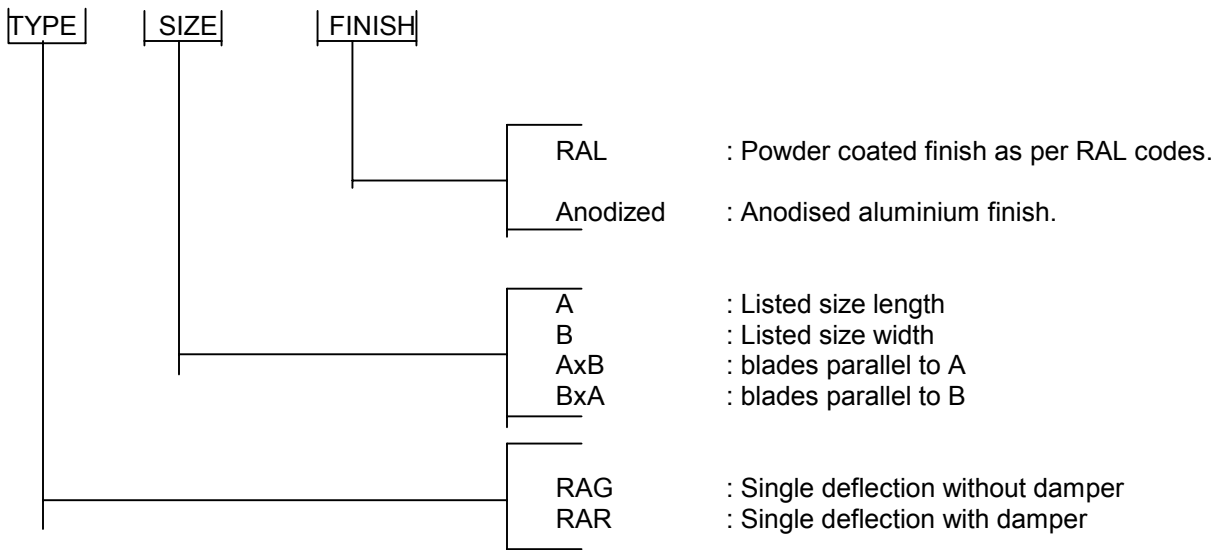 TYPE SIZE FINISH
RAL : Powder coated finish as per RAL codes.
Anodized : Anodised aluminium finish.
A : Listed size length
B : Listed size width
AxB : blades parallel to A
BxA : blades parallel to B
RAG : Single deflection without damper
RAR : Single deflection with damper